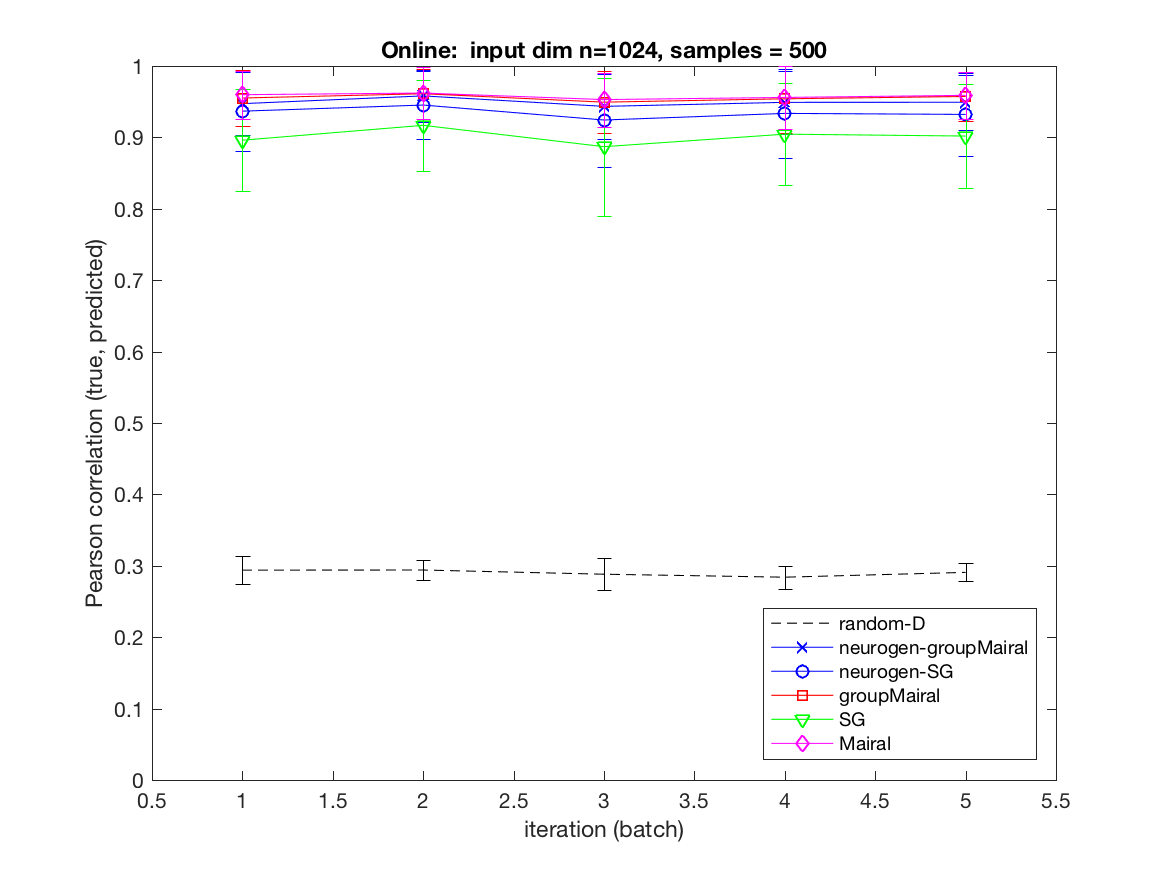 Online:  input dim n=1024, samples = 500
Pearson correlation (true, predicted)
1
0.9
0.8
0.7
0.6
0.5
0.4
0.3
0.2
0.1
0
random-D
neurogen-groupMairal
neurogen-SG
groupMairal
SG
Mairal
0.5 1 1.5 2 2.5 3 3.5 4 4.5 5 5.5
iteration (batch)